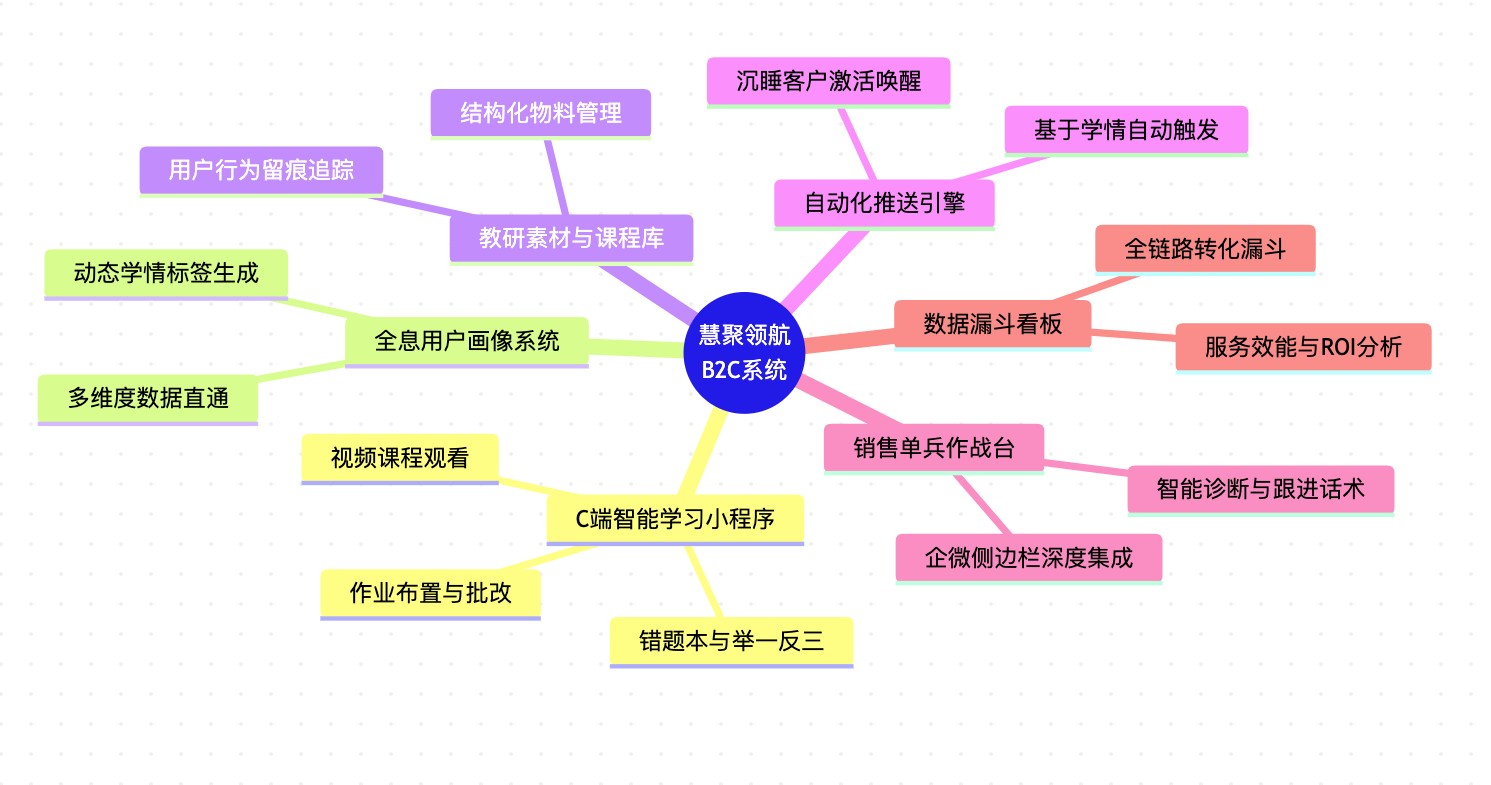 沉睡客户激活唤醒
结构化物料管理
基于学情自动触发
用户行为留痕追踪
自动化推送引擎
教研素材与课程库
全链路转化漏斗
动态学情标签生成
数据漏斗看板
全息用户画像系统
慧聚领航
B2C系统
服务效能与ROI分析
多维度数据直通
销售单兵作战台
视频课程观看
智能诊断与跟进话术
C端智能学习小程序
企微侧边栏深度集成
作业布置与批改
错题本与举一反三